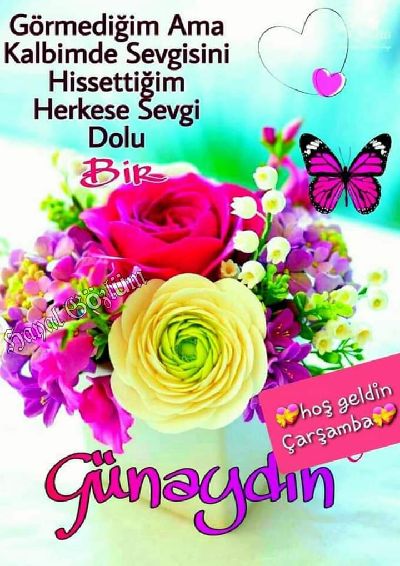 Görmediğim Ama
Kalbimde Sevgisini
Hissettiğim
Herkese Sevgi
Dolu
Bir
Hayal Gözlüm
💝hoş geldin
Çarşamba💝
Günaydın